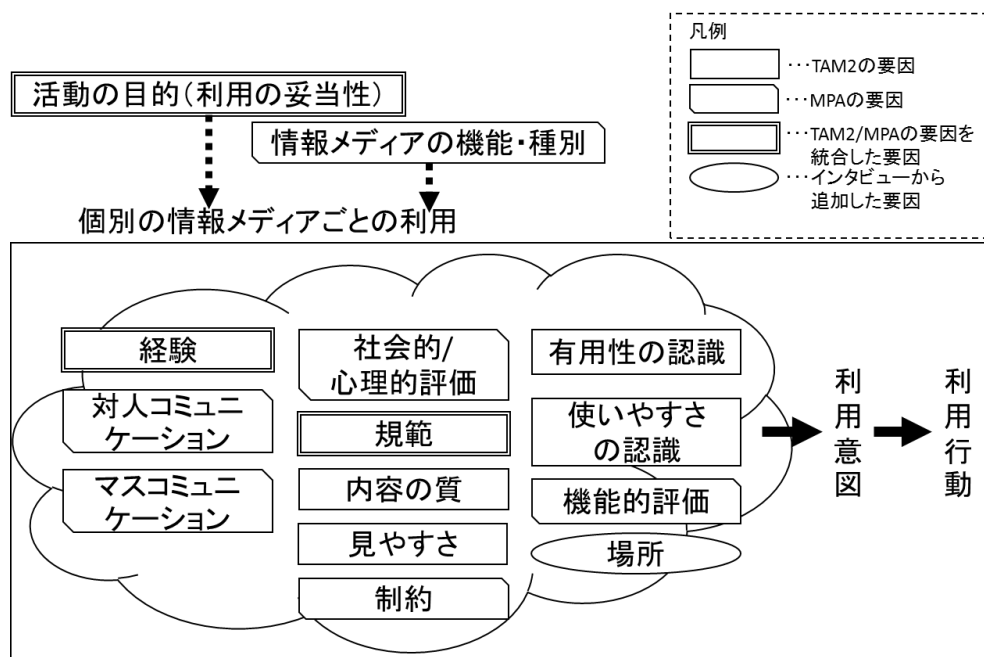 凡例
・・・TAM2の要因
・・・MPAの要因
・・・TAM2/MPAの要因を
統合した要因
・・・インタビューから
追加した要因
活動の目的(利用の妥当性)
情報メディアの機能・種別
個別の情報メディアごとの利用
経験
対人コミュニ
ケーション
マスコミュニ
ケーション
社会的/
心理的評価
規範
内容の質
見やすさ
制約
有用性の認識
使いやすさ
の認識
機能的評価
場所
利用意図
利用行動